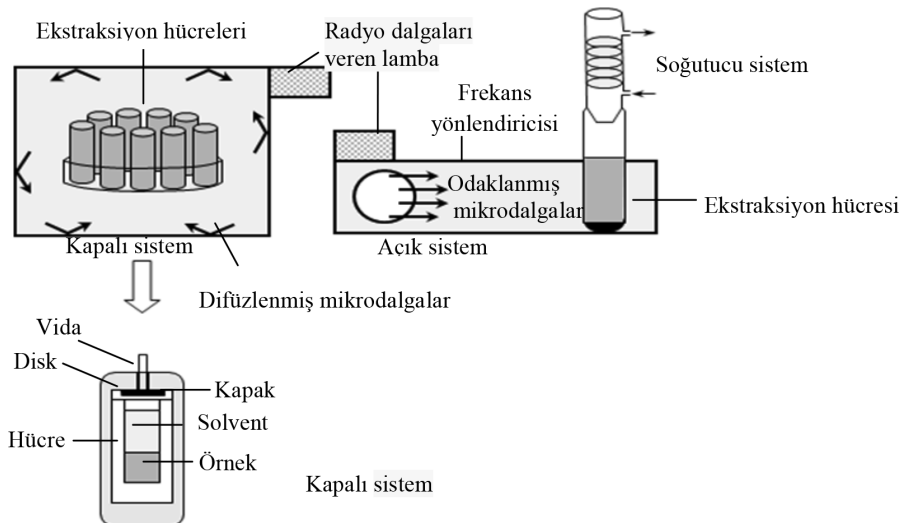 Ekstraksiyon hücreleri
Radyo dalgaları
veren lamba
Soğutucu sistem
Frekans
yönlendiricisi
Odaklanmış
mikrodalgalar
Ekstraksiyon hücresi
Kapalı sistem
Açık sistem
Difüzlenmiş mikrodalgalar
Vida
Disk
Kapak
Solvent
Hücre
Örnek
Kapalı sistem